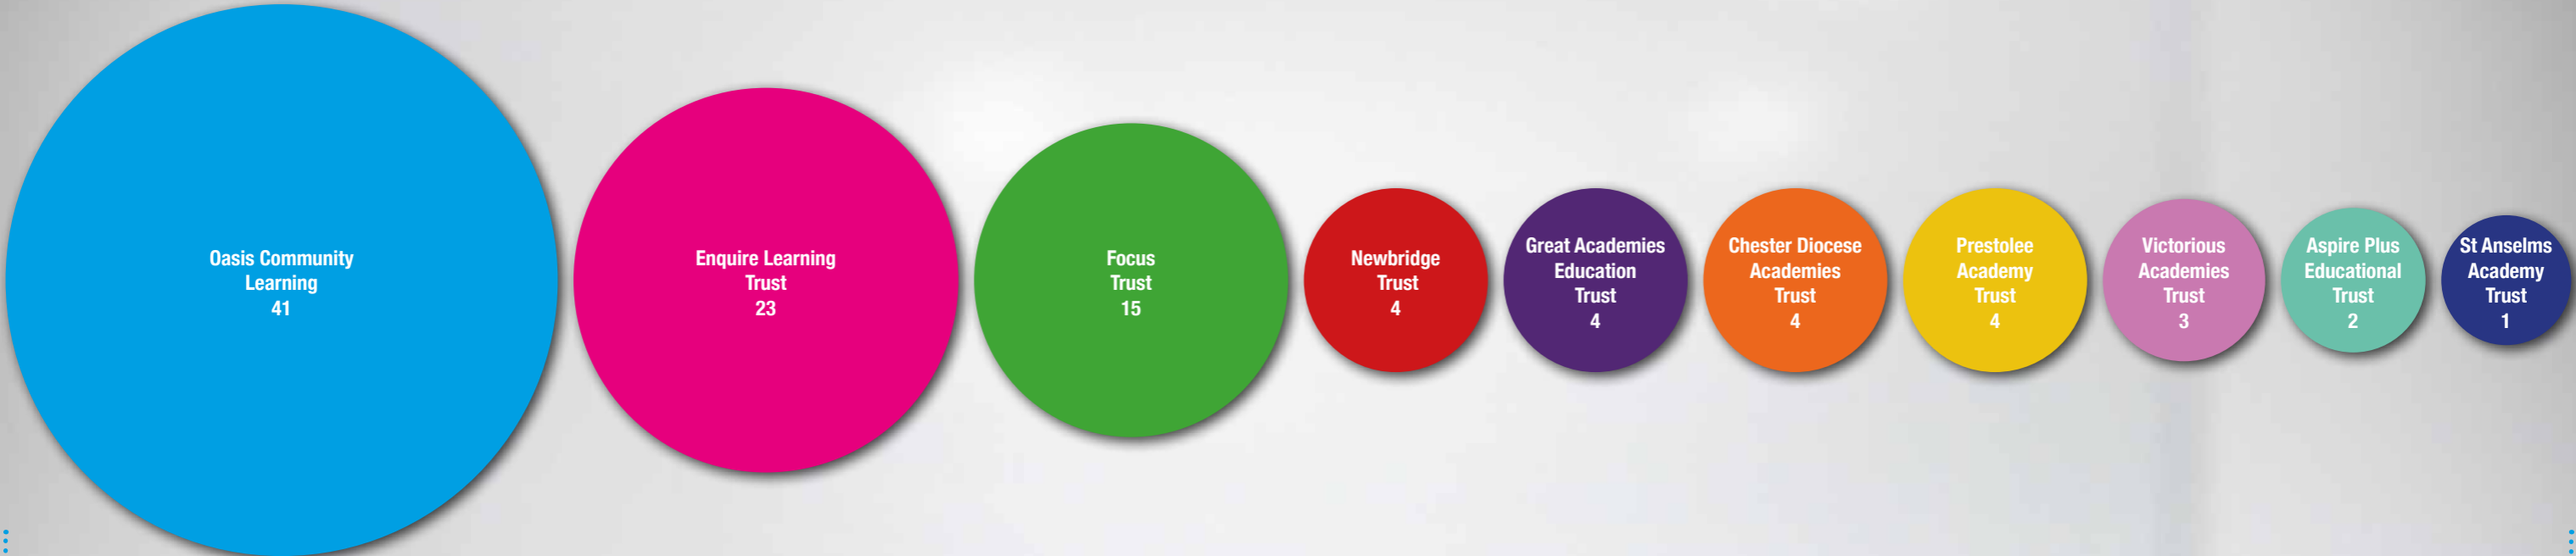 Oasis Community
Learning
41
Enquire Learning
Trust
23
Focus
Trust
15
Newbridge
Trust
4
Great Academies
Education
Trust
4
Chester Diocese
Academies
Trust
4
Prestolee
Academy
Trust
4
Victorious
Academies
Trust
3
Aspire Plus
Educational
Trust
2
St Anselms
Academy
Trust
1